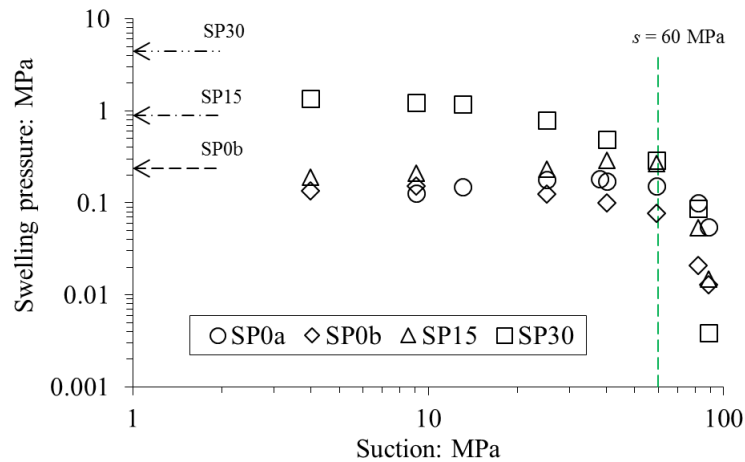 10
SP30
s = 60 MPa
1
SP15
SP0b
0.1
0.01
0.001
Swelling pressure: MPa
SP0a SP0b SP15 SP30
1 10 100
Suction: MPa